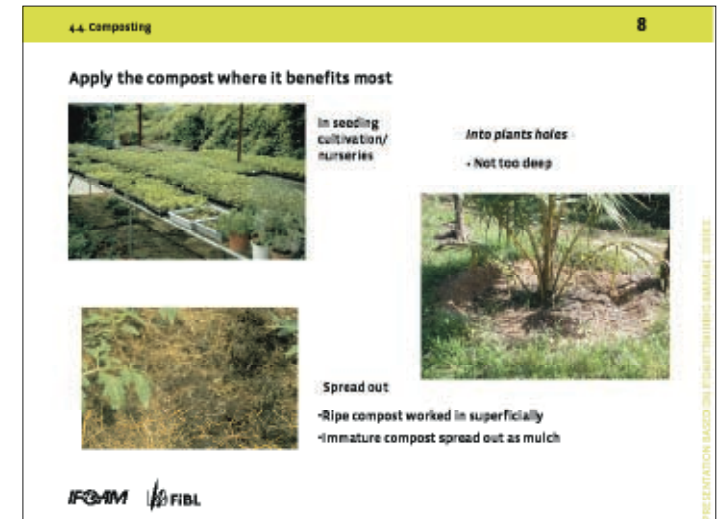 4.4. Composting
8
Apply the compost where it benefits most
In seeding
cultivation/
nurseries
Into plants holes
- Not too deep
Spread out
-Ripe compost worked in superficially
-Immature compost spread out as mulch
IFOAM FiBL
PRESENTATION BASED ON IFOAM TRAINING MANUAL SERIES